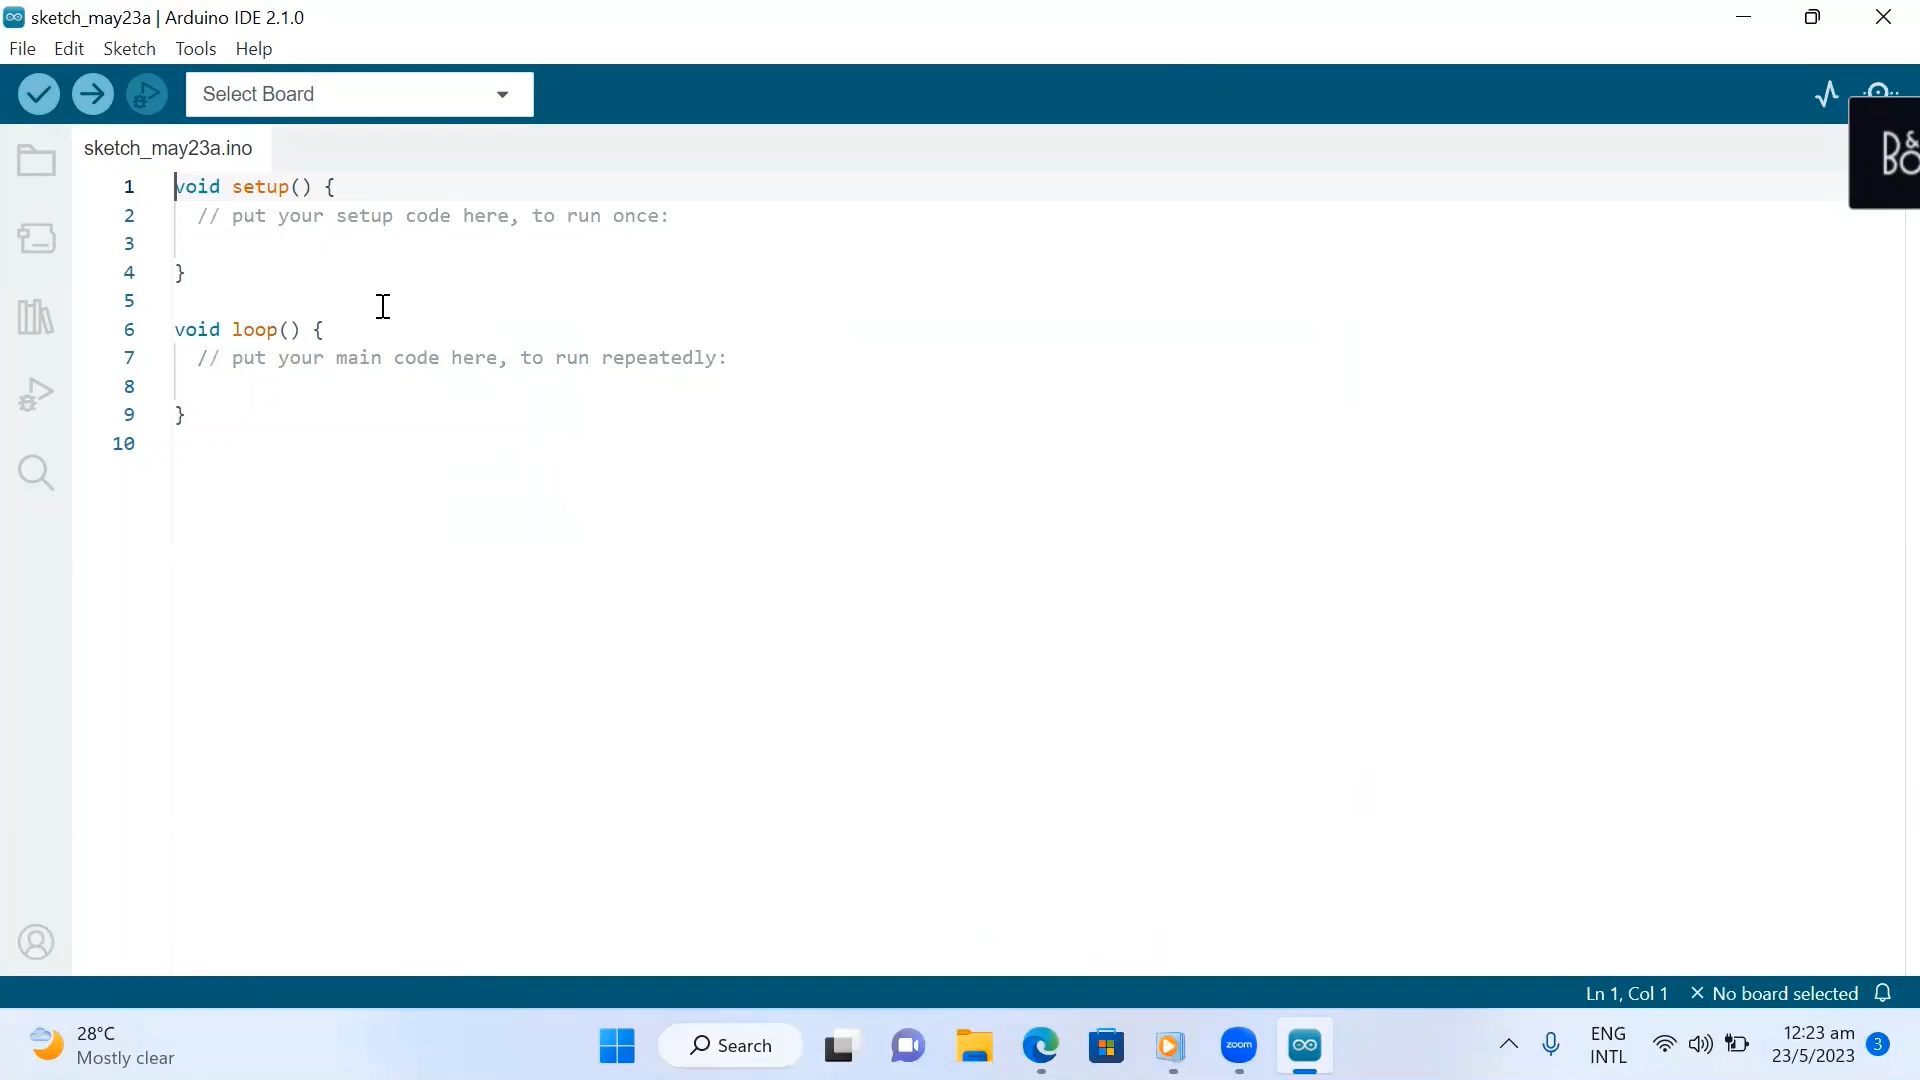 sketch_may23a | Arduino IDE 2.1.0
File Edit Sketch Tools Help
Select Board
sketch_may23a.ino
1 void setup() {
2 // put your setup code here, to run once:
3
4 }
5
6 void loop() {
7 // put your main code here, to run repeatedly:
8
9 }
10
Ln 1, Col 1 × No board selected
28°C
Mostly clear
Search
zoom
ENG
INTL
12:23 am
23/5/2023
3